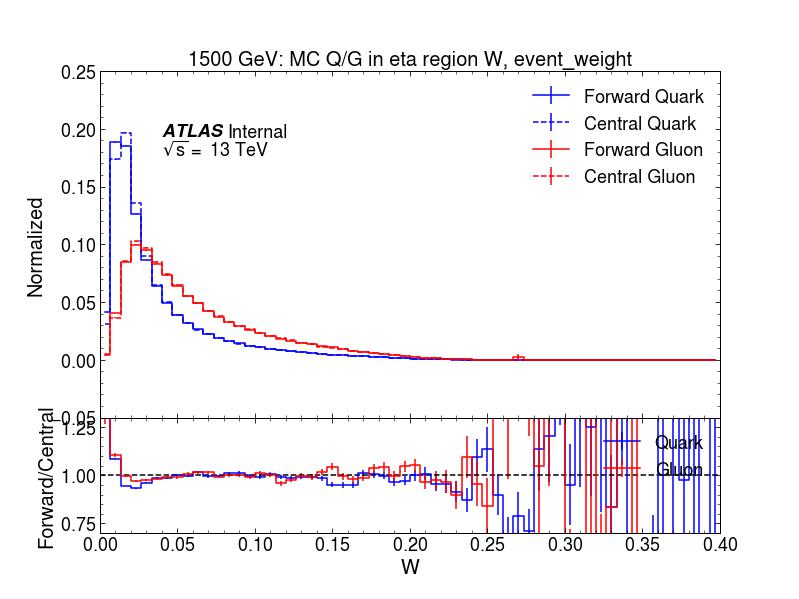 1500 GeV: MC Q/G in eta region W, event_weight
0.25
0.20
0.15
0.10
0.05
0.00
0.05
Normalized
ATLAS Internal
√s = 13 TeV
Forward Quark
Central Quark
Forward Gluon
Central Gluon
1.25
1.00
0.75
Forward/Central
Quark
Gluon
0.00 0.05 0.10 0.15 0.20 0.25 0.30 0.35 0.40
W